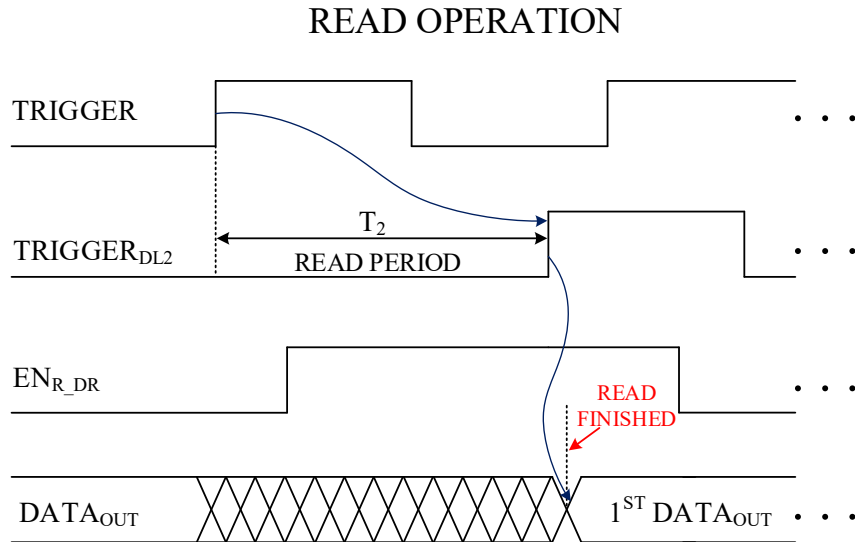 READ OPERATION
TRIGGER
T2
TRIGGERDL2
READ PERIOD
ENR_DR
READ
FINISHED
DATAOUT
1ST DATAOUT